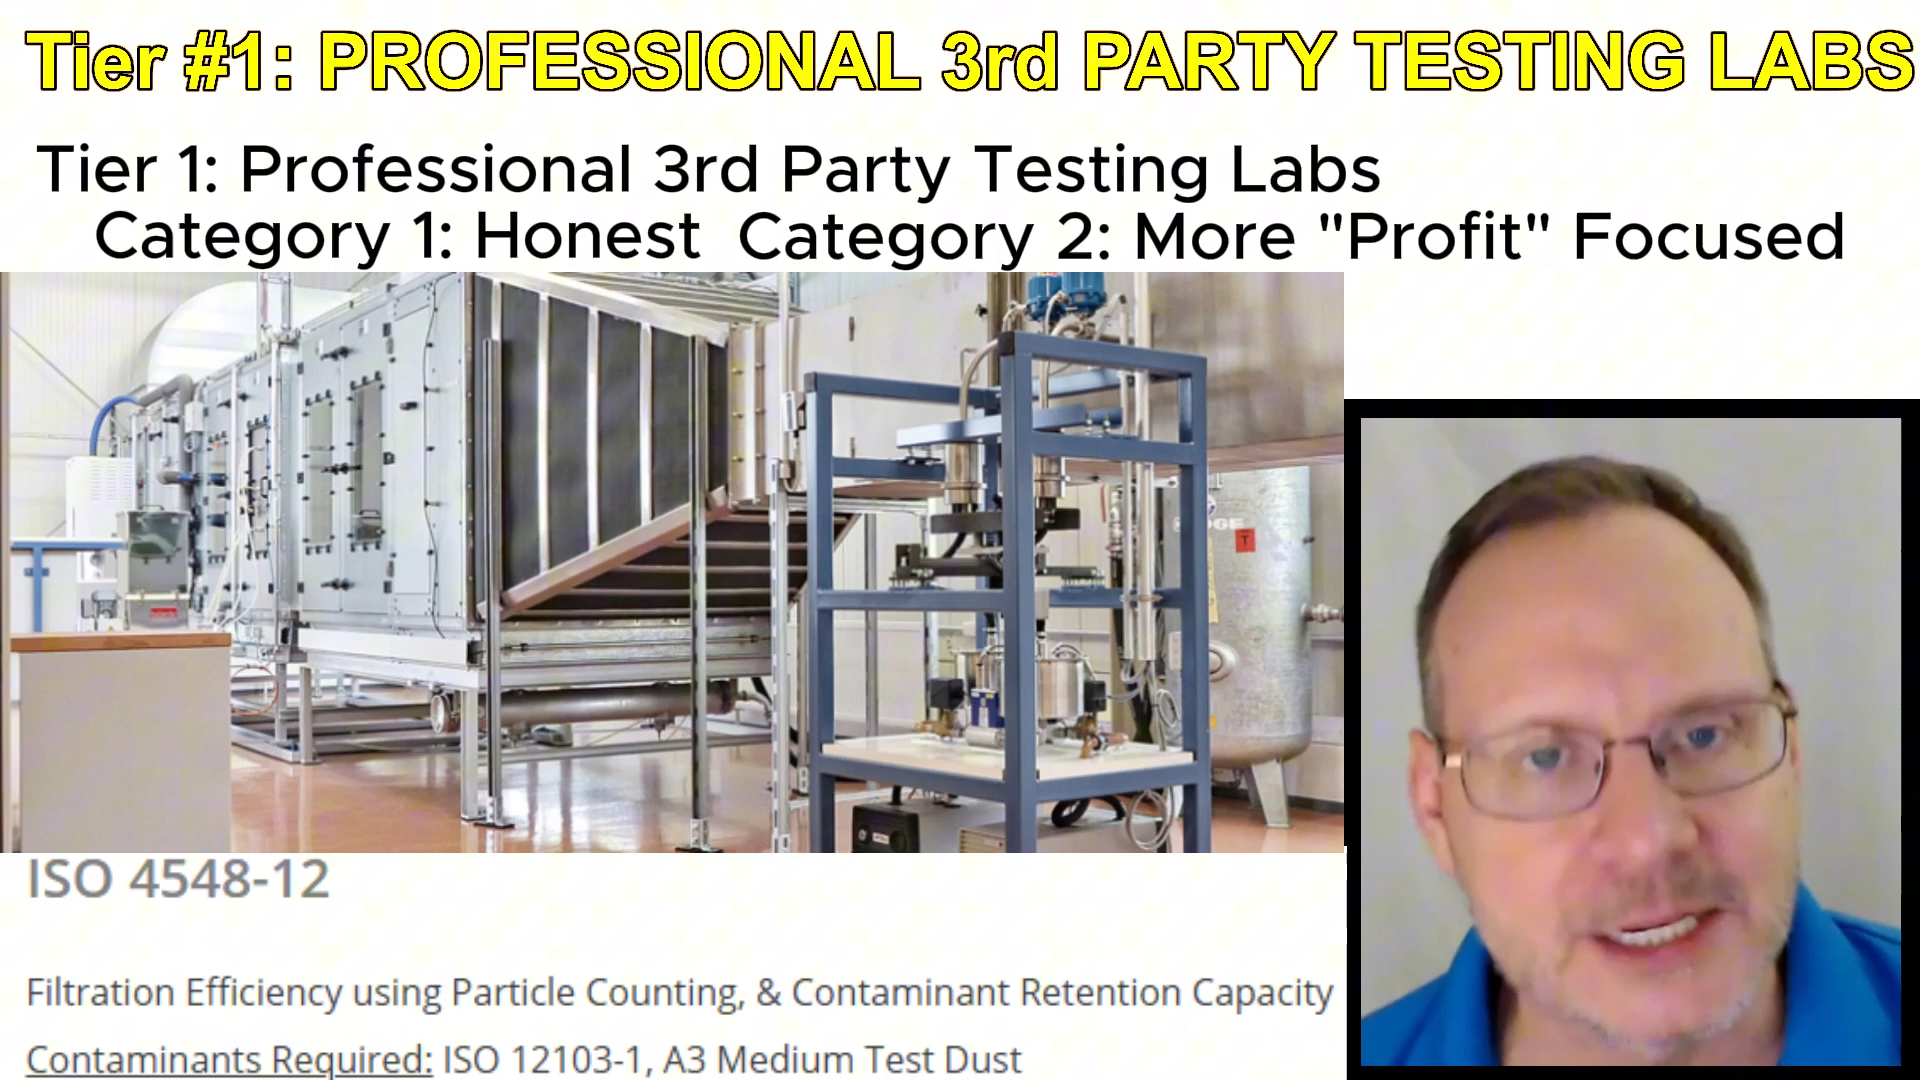 Tier #1: PROFESSIONAL 3rd PARTY TESTING LABS
Tier 1: Professional 3rd Party Testing Labs
Category 1: Honest Category 2: More "Profit" Focused
T
ISO 4548-12
Filtration Efficiency using Particle Counting, & Contaminant Retention Capacity
Contaminants Required: ISO 12103-1, A3 Medium Test Dust